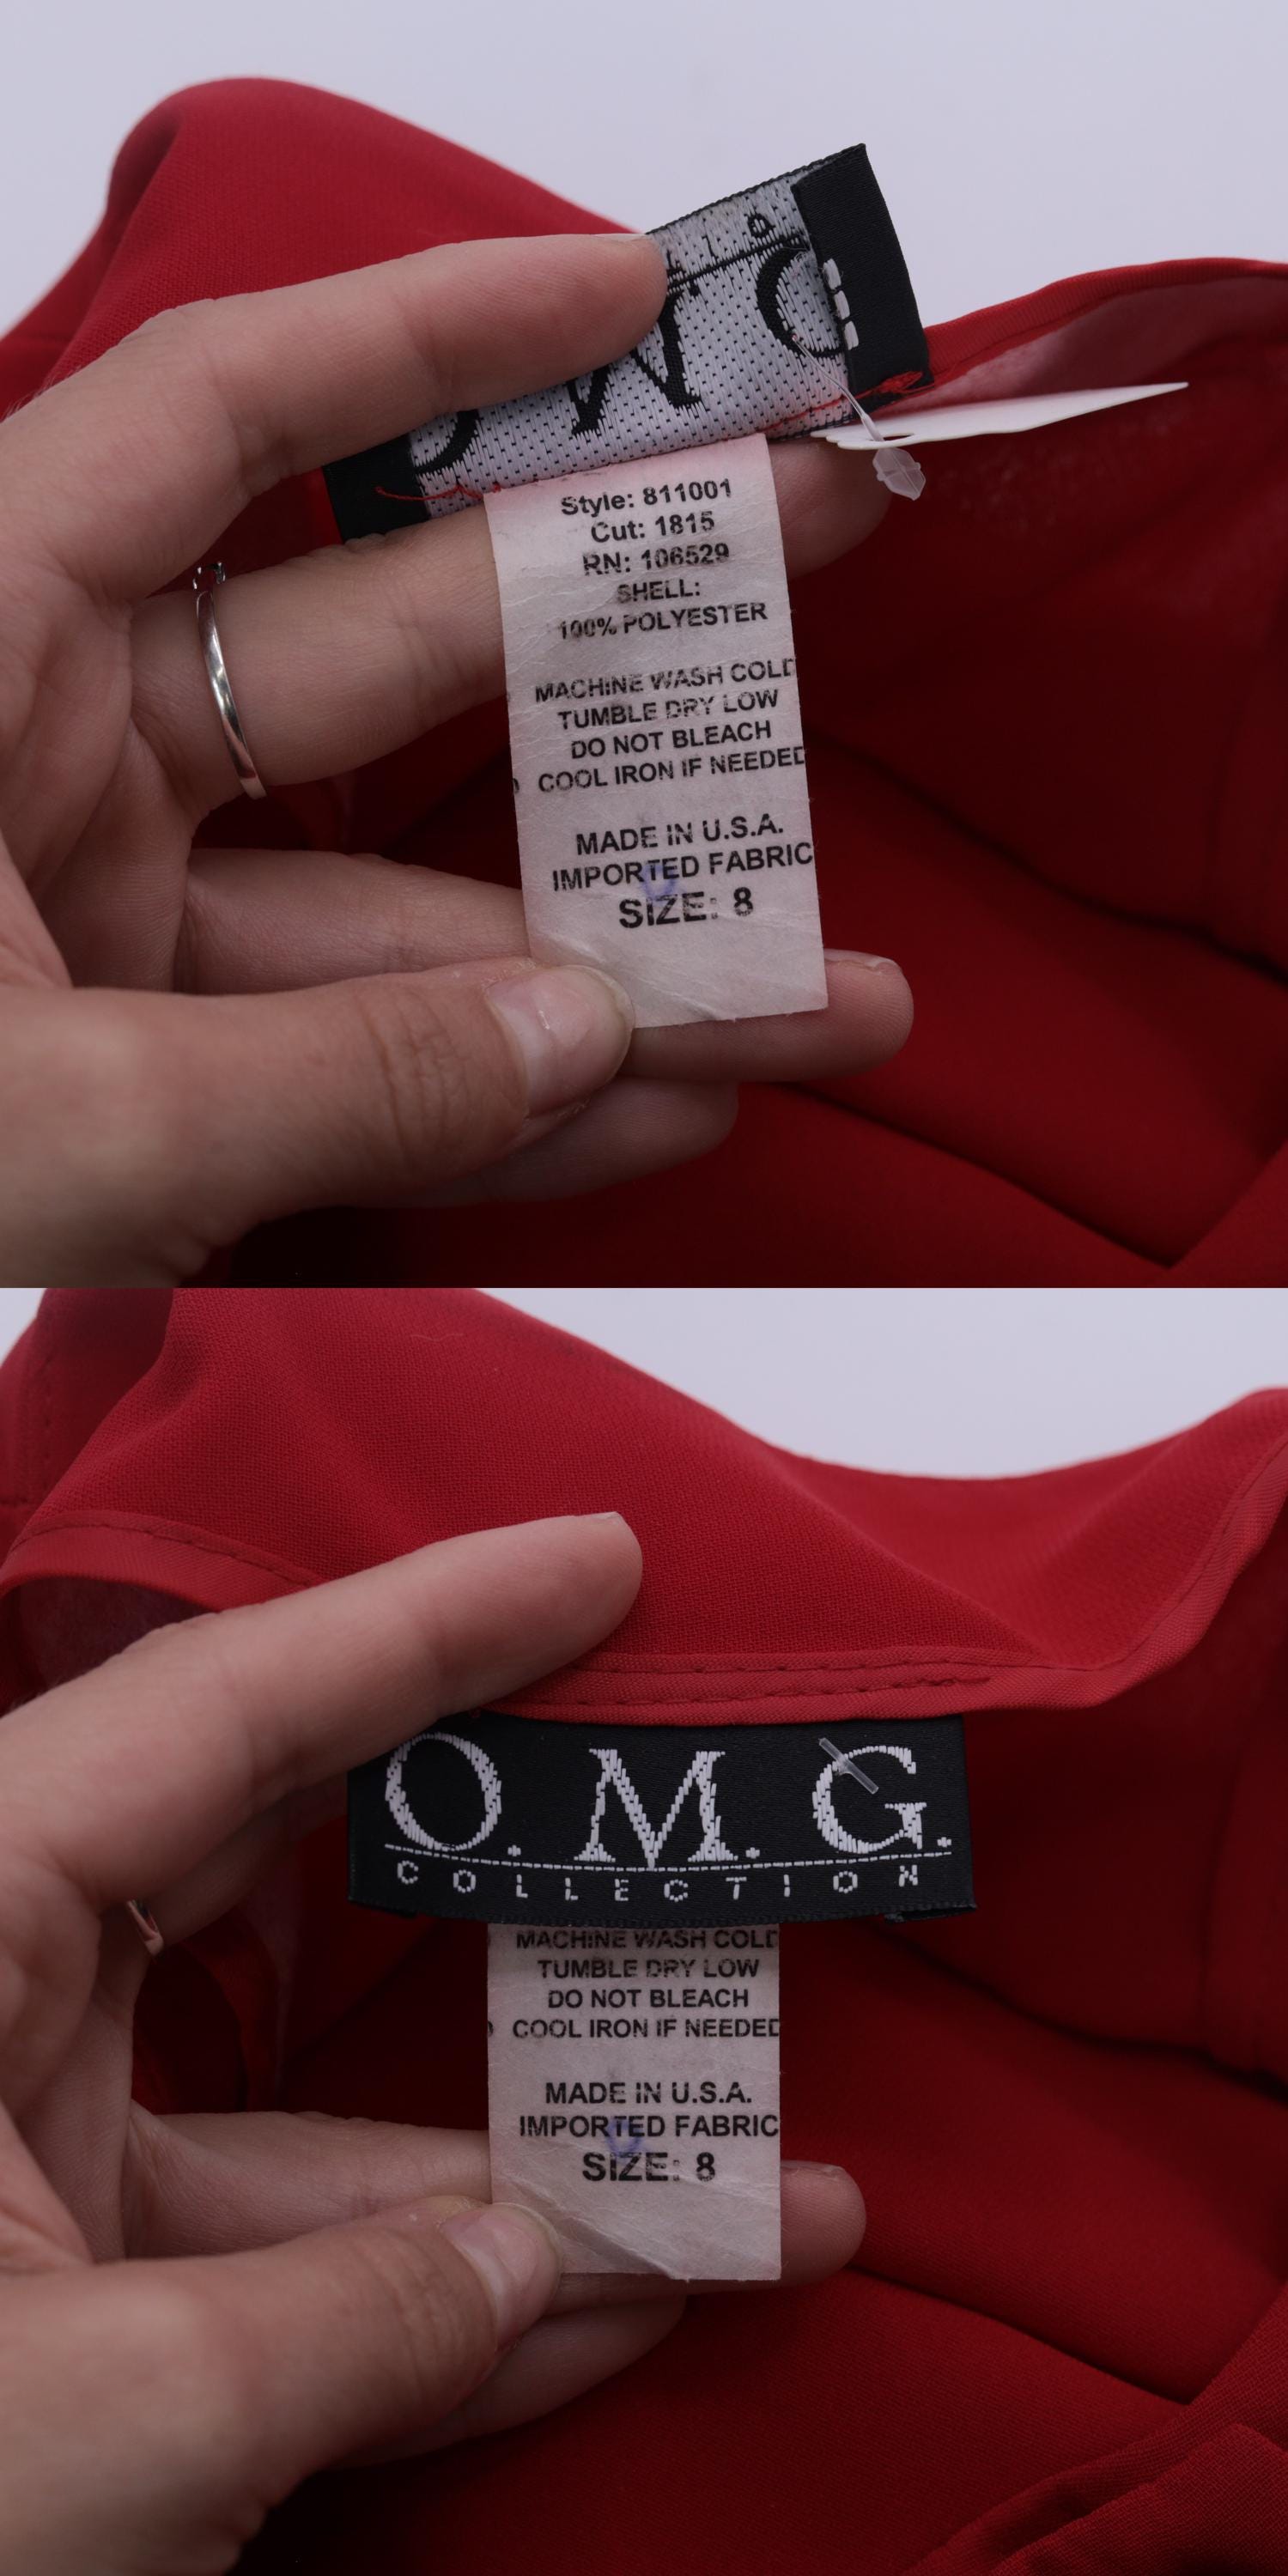 Style: 811001
Cut: 1815
RN: 106529
SHELL:
100% POLYESTER
MACHINE WASH COLD
TUMBLE DRY LOW
DO NOT BLEACH
COOL IRON IF NEEDED
MADE IN U.S.A.
IMPORTED FABRIC
SIZE: 8
O. M. G.
COLLECTION
MACHINE WASH COLD
TUMBLE DRY LOW
DO NOT BLEACH
COOL IRON IF NEEDED
MADE IN U.S.A.
IMPORTED FABRIC
SIZE: 8